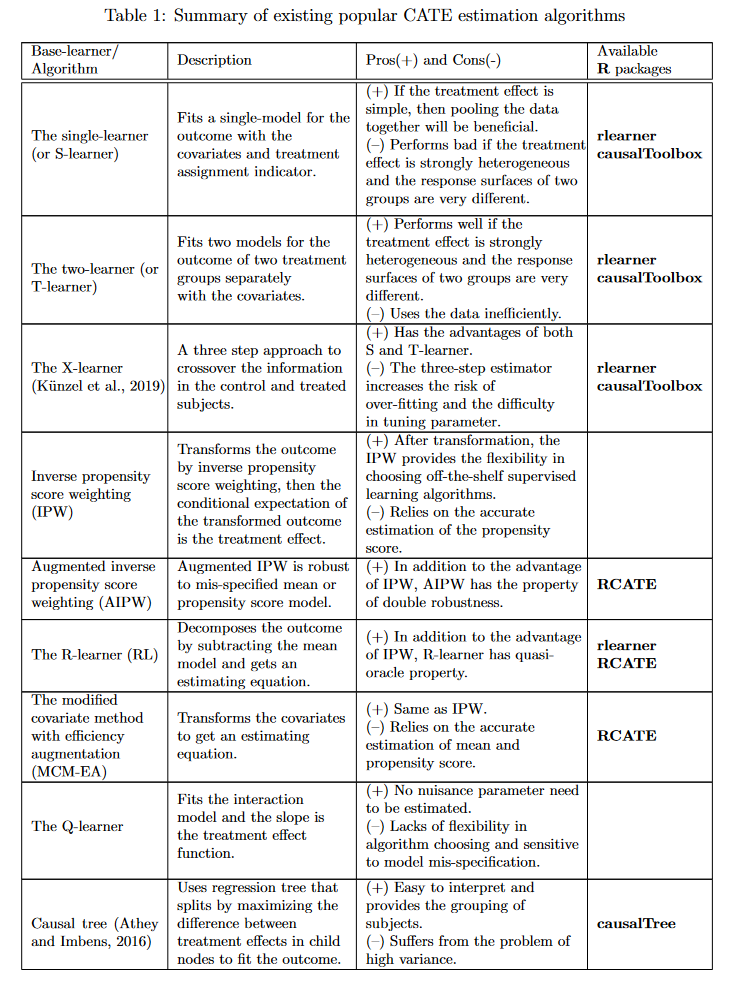 Table 1: Summary of existing popular CATE estimation algorithms
Base-learner/
Algorithm
Description
Pros(+) and Cons(-)
Available
R packages
The single-learner
(or S-learner)
Fits a single-model for the
outcome with the
covariates and treatment
assignment indicator.
(+) If the treatment effect is
simple, then pooling the data
together will be beneficial.
(–) Performs bad if the treatment
effect is strongly heterogeneous
and the response surfaces of two
groups are very different.
rlearner
causalToolbox
The two-learner (or
T-learner)
Fits two models for the
outcome of two treatment
groups separately
with the covariates.
(+) Performs well if the
treatment effect is strongly
heterogeneous and the response
surfaces of two groups are very
different.
(–) Uses the data inefficiently.
rlearner
causalToolbox
The X-learner
(Künzel et al., 2019)
A three step approach to
crossover the information
in the control and treated
subjects.
(+) Has the advantages of both
S and T-learner.
(–) The three-step estimator
increases the risk of
over-fitting and the difficulty
in tuning parameter.
rlearner
causalToolbox
Inverse propensity
score weighting
(IPW)
Transforms the outcome
by inverse propensity
score weighting, then the
conditional expectation of
the transformed outcome
is the treatment effect.
(+) After transformation, the
IPW provides the flexibility in
choosing off-the-shelf supervised
learning algorithms.
(–) Relies on the accurate
estimation of the propensity
score.
Augmented inverse
propensity score
weighting (AIPW)
Augmented IPW is robust
to mis-specified mean or
propensity score model.
(+) In addition to the advantage
of IPW, AIPW has the property
of double robustness.
RCATE
The R-learner (RL)
Decomposes the outcome
by subtracting the mean
model and gets an
estimating equation.
(+) In addition to the advantage
of IPW, R-learner has quasi-
oracle property.
rlearner
RCATE
The modified
covariate method
with efficiency
augmentation
(MCM-EA)
Transforms the covariates
to get an estimating
equation.
(+) Same as IPW.
(–) Relies on the accurate
estimation of mean and
propensity score.
RCATE
The Q-learner
Fits the interaction
model and the slope is
the treatment effect
function.
(+) No nuisance parameter need
to be estimated.
(–) Lacks of flexibility in
algorithm choosing and sensitive
to model mis-specification.
Causal tree (Athey
and Imbens, 2016)
Uses regression tree that
splits by maximizing the
difference between
treatment effects in child
nodes to fit the outcome.
(+) Easy to interpret and
provides the grouping of
subjects.
(–) Suffers from the problem of
high variance.
causalTree